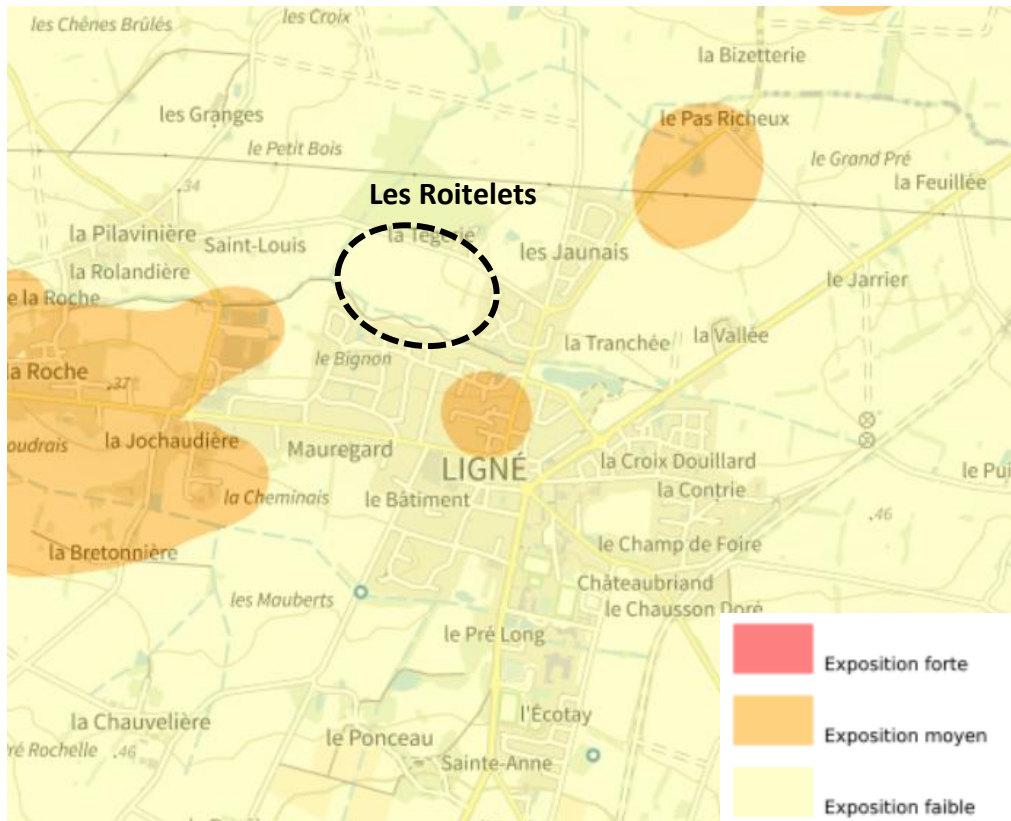 les Chênes Brûlés
les Croix
la Bizetterie
les Granges
le Pas Richeux
le Petit Bois
le Grand Pré
la Feuillée
.34
Les Roitelets
la Pilavinière
Saint-Louis
la Tégerie
les Jaunais
la Rolandière
le Jarrier
e la Roche
la Tranchée
la Vallée
le Bignon
la Roche
.37
oudrais
la Jochaudière
Mauregard
LIGNÉ
la Croix Douillard
le Pui
la Cheminais
le Bâtiment
la Contrie
.46
la Bretonnière
le Champ de Foire
Châteaubriand
les Mauberts
le Chausson Doré
le Pré Long
Exposition forte
la Chauvelière
l'Écotay
ré Rochelle
.46
le Ponceau
Exposition moyen
Sainte-Anne
Exposition faible